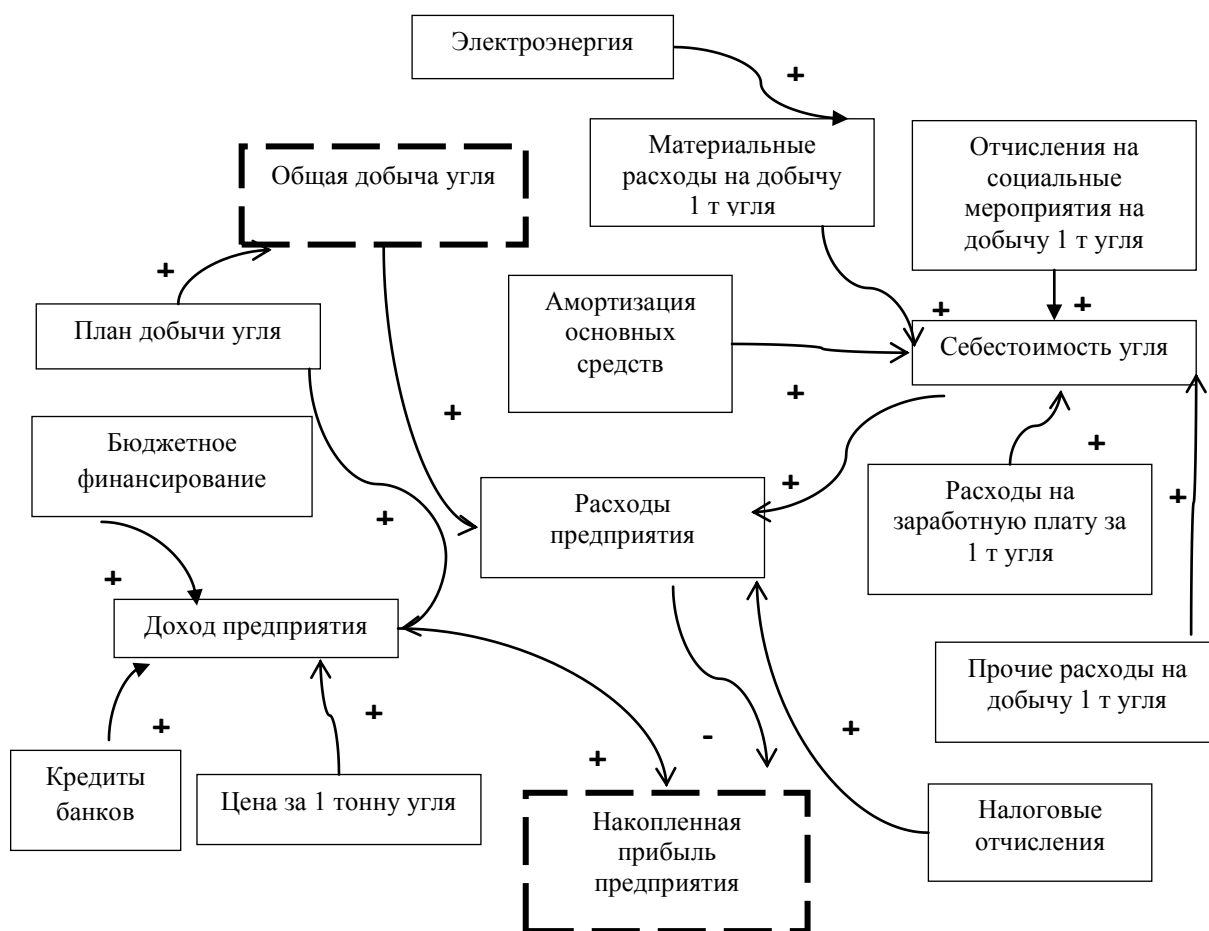 Электроэнергия
+
Материальные
расходы на добычу
1 т угля
Отчисления на
социальные
мероприятия на
добычу 1 т угля
Общая добыча угля
+
План добычи угля
Амортизация
основных
средств
+
+
Себестоимость угля
+
+
Бюджетное
финансирование
+
+
Расходы
предприятия
+
Расходы на
заработную плату за
1 т угля
+
+
+
Доход предприятия
Прочие расходы на
добычу 1 т угля
+
+
+
-
+
Кредиты
банков
Цена за 1 тонну угля
Накопленная
прибыль
предприятия
Налоговые
отчисления